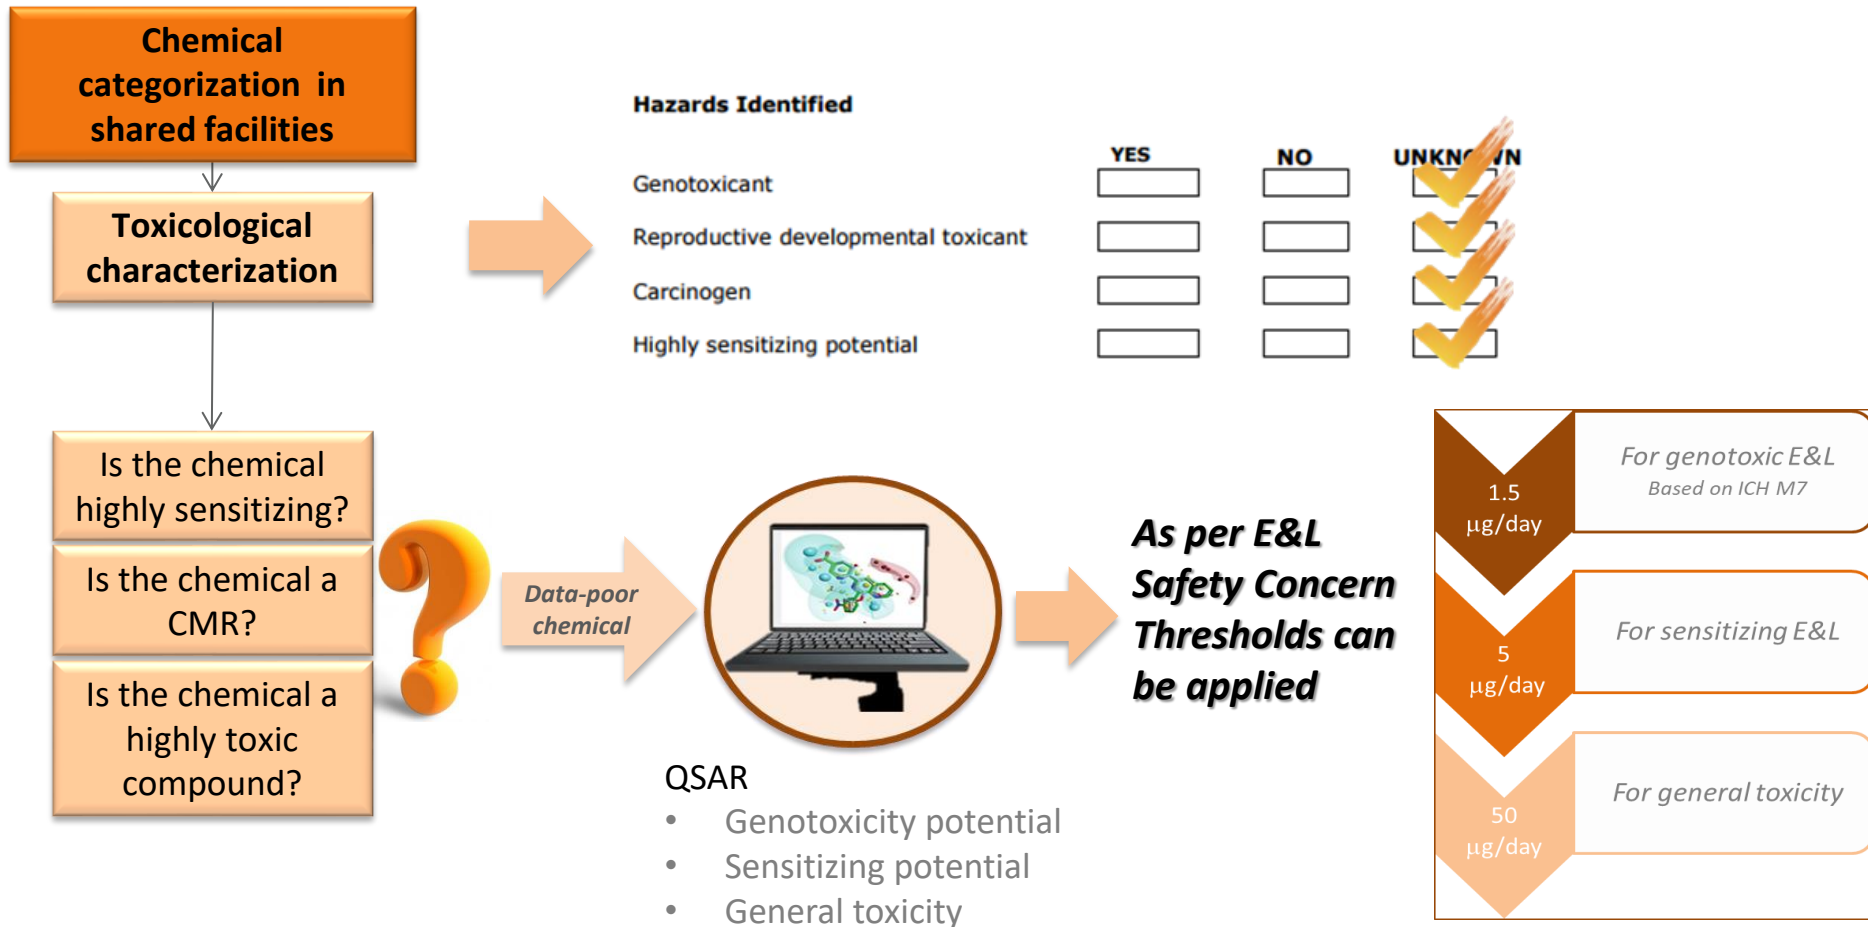 Chemical
categorization in
shared facilities
Toxicological
characterization
Hazards Identified
YES NO UNKNOWN
Genotoxicant
Reproductive developmental toxicant
Carcinogen
Highly sensitizing potential
Is the chemical
highly sensitizing?
Is the chemical a
CMR?
Is the chemical a
highly toxic
compound?
Data-poor
chemical
QSAR
• Genotoxicity potential
• Sensitizing potential
• General toxicity
As per E&L
Safety Concern
Thresholds can
be applied
1.5
µg/day
For genotoxic E&L
Based on ICH M7
5
µg/day
For sensitizing E&L
50
µg/day
For general toxicity